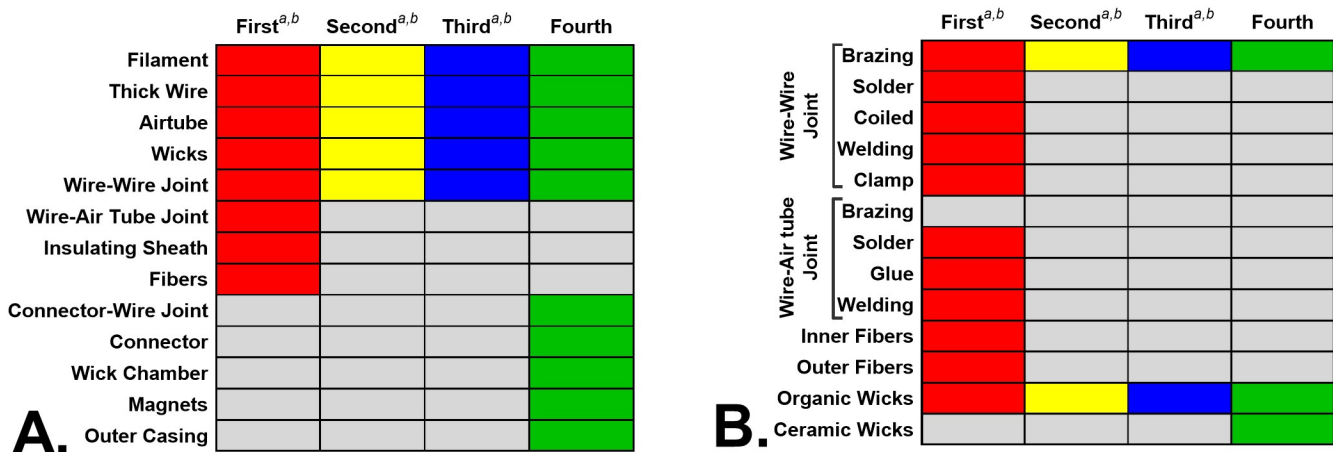 First^a,b Second^a,b Third^a,b Fourth
Filament
Thick Wire
Airtube
Wicks
Wire-Wire Joint
Wire-Air Tube Joint
Insulating Sheath
Fibers
Connector-Wire Joint
Connector
Wick Chamber
Magnets
Outer Casing
A.
First^a,b Second^a,b Third^a,b Fourth
Wire-Wire
Joint
Brazing
Solder
Coiled
Welding
Clamp
Wire-Air tube
Joint
Brazing
Solder
Glue
Welding
Inner Fibers
Outer Fibers
Organic Wicks
Ceramic Wicks
B.